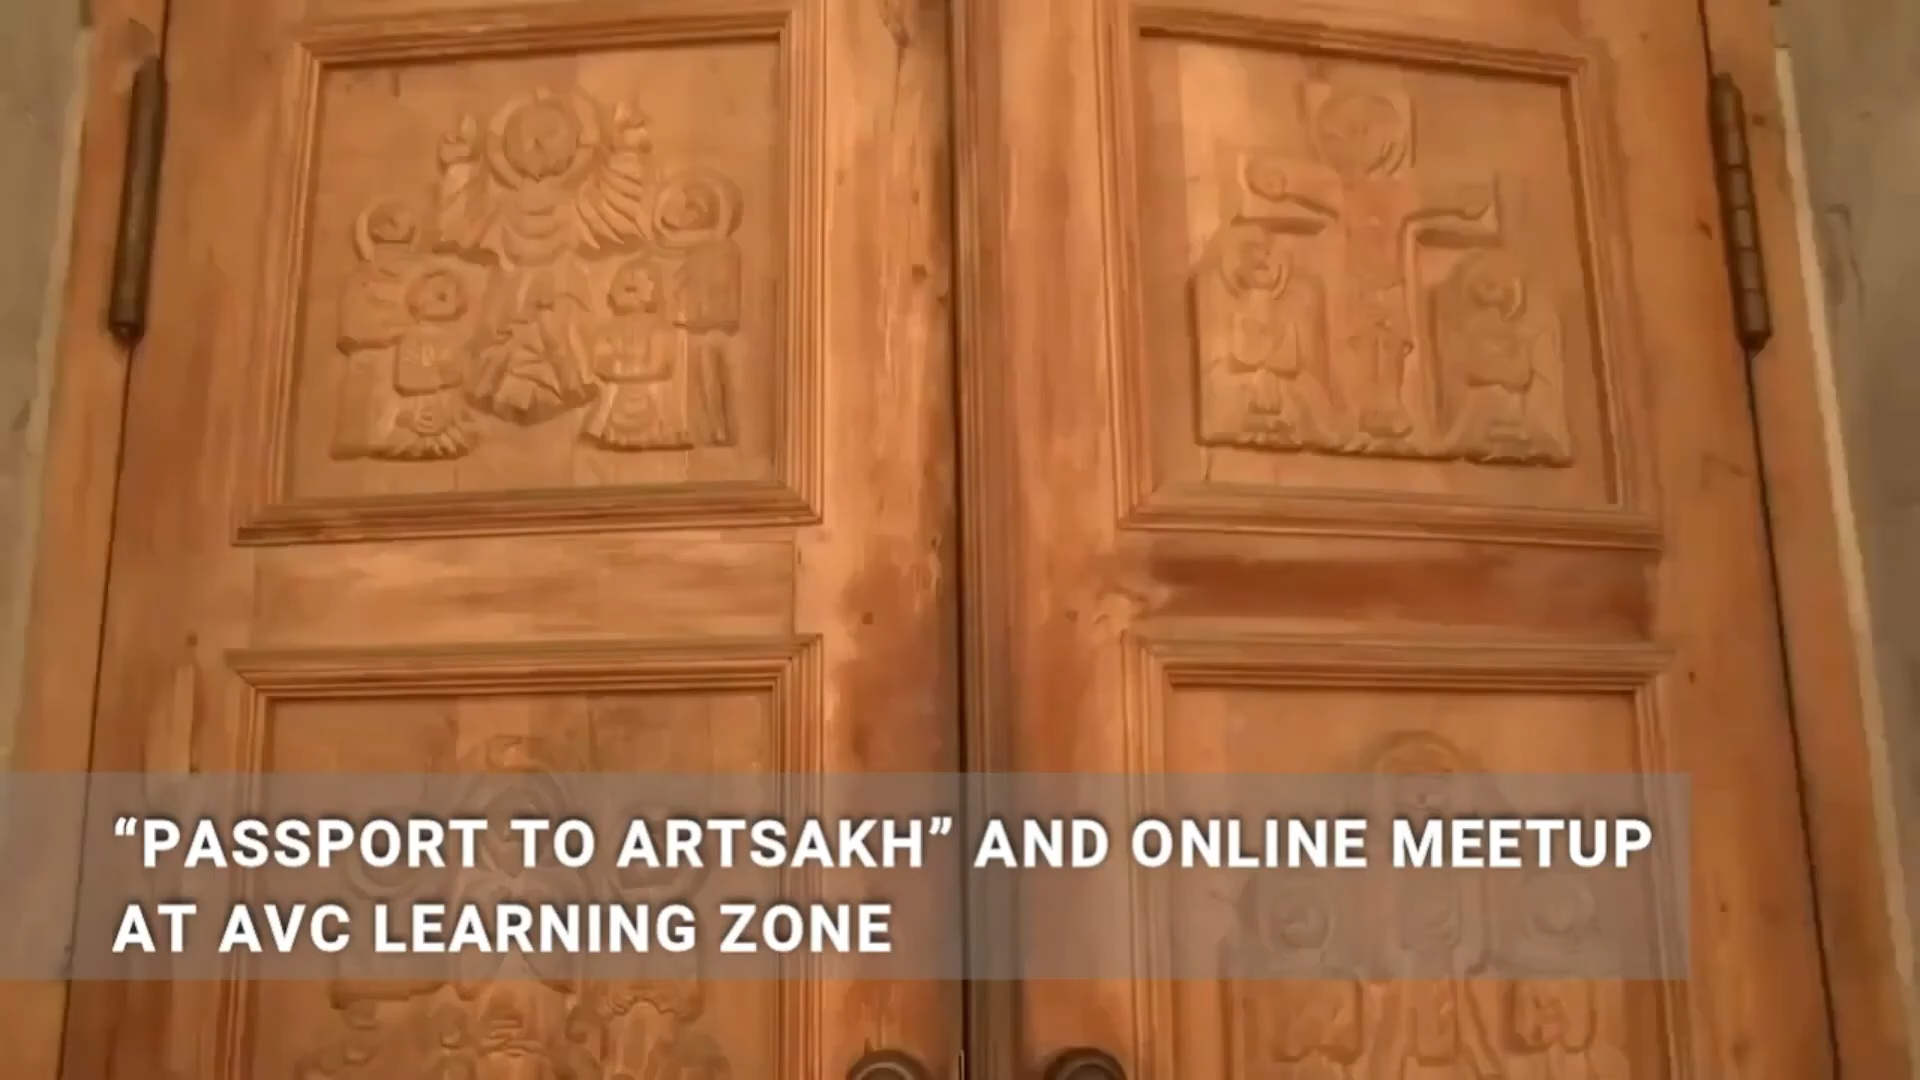 “PASSPORT TO ARTSAKH” AND ONLINE MEETUP
AT AVC LEARNING ZONE